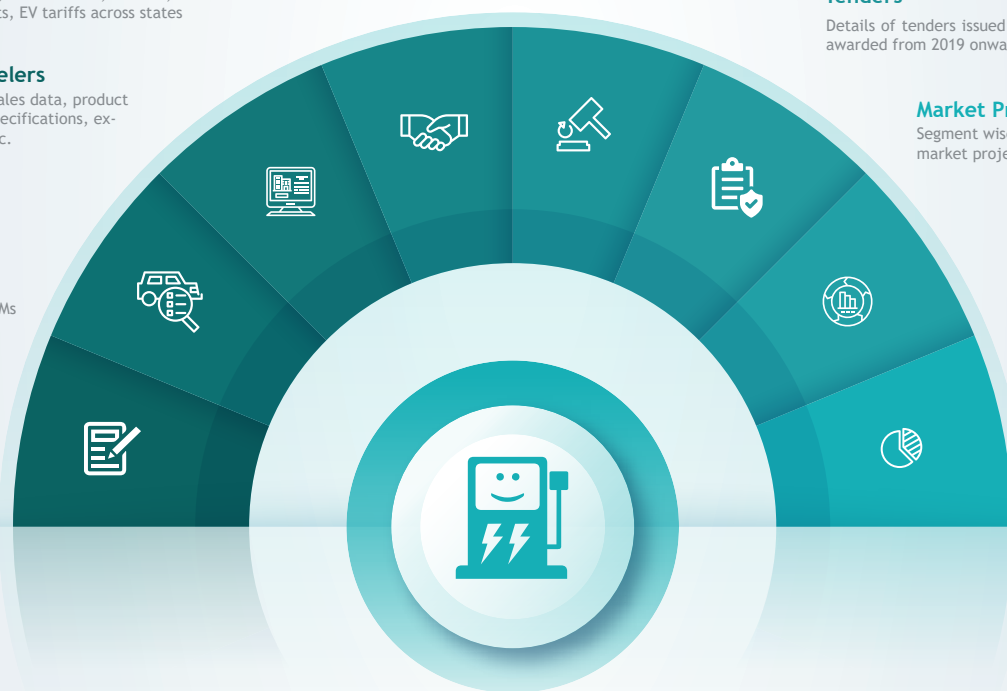 ts, EV tariffs across states
elers
ales data, product
ecifications, ex-
c.
Ms
Tenders
Details of tenders issued
awarded from 2019 onwa
Market Pr
Segment wis
market proje